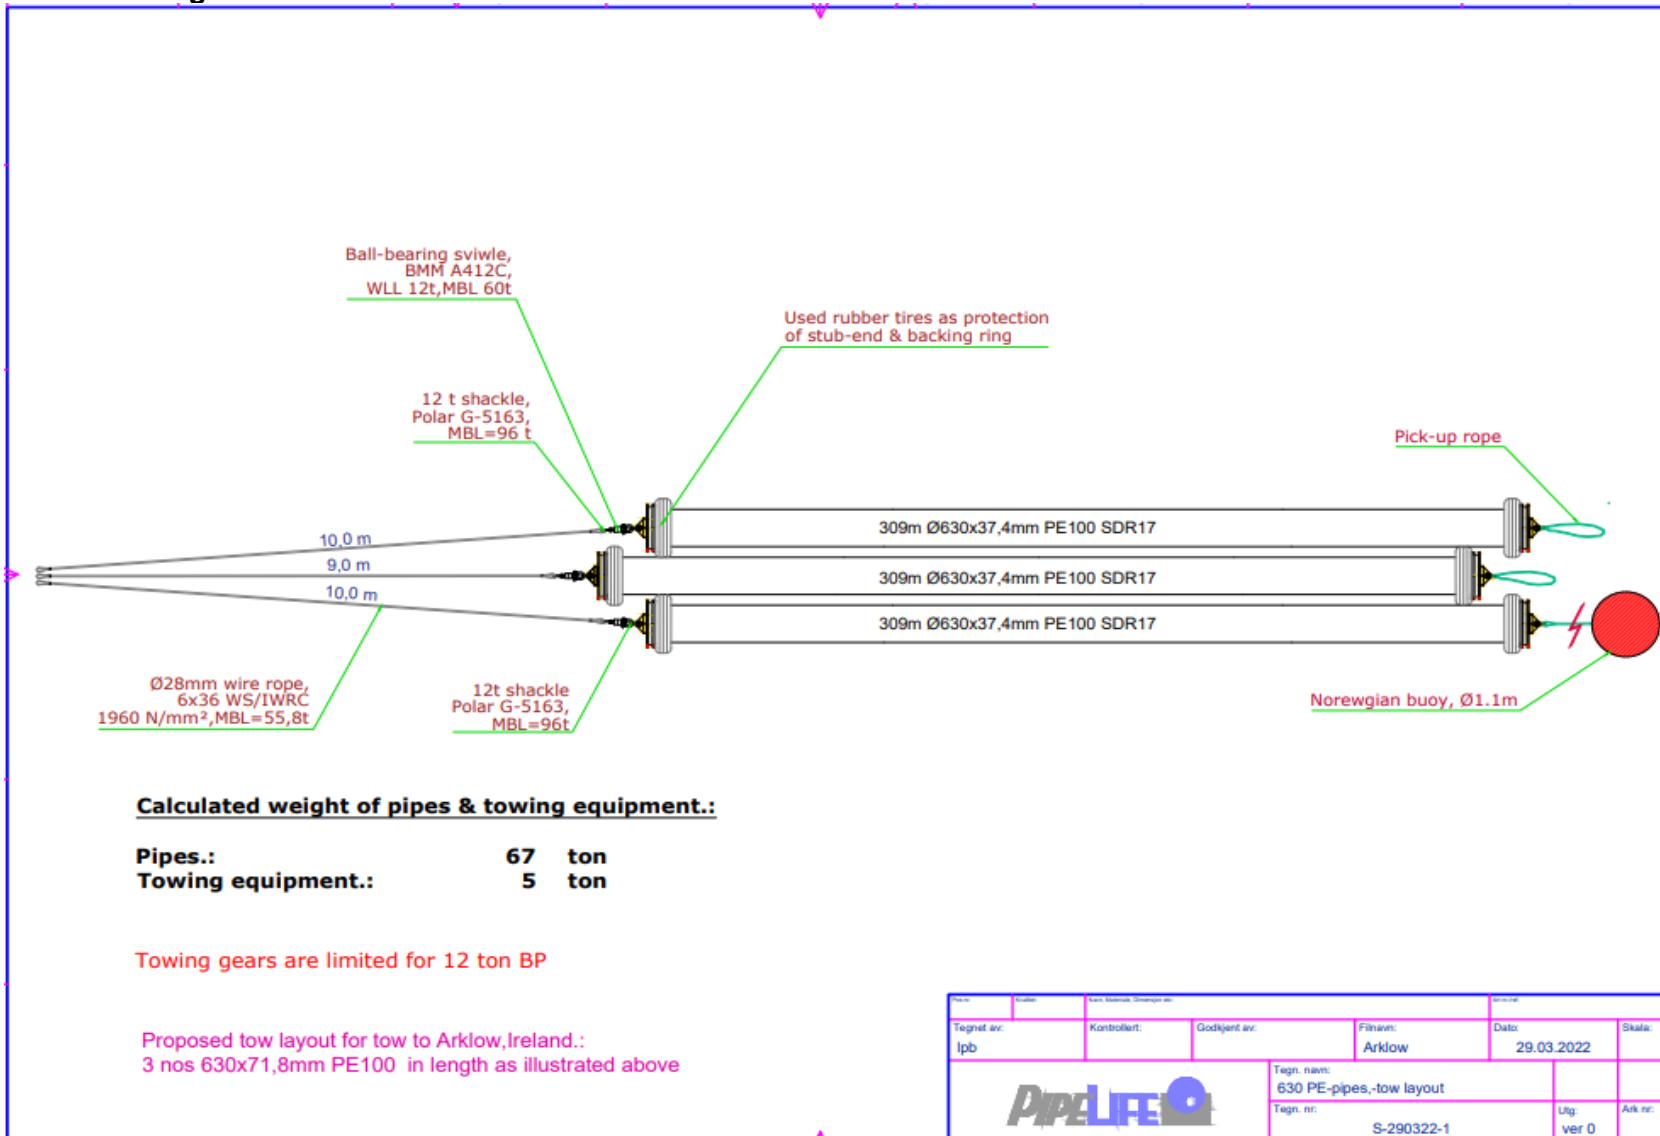 Ball-bearing sviwle,
BMM A412C,
WLL 12t,MBL 60t
Used rubber tires as protection
of stub-end & backing ring
12 t shackle,
Polar G-5163,
MBL=96 t
Pick-up rope
309m Ø630x37,4mm PE100 SDR17
10,0 m
9,0 m
309m Ø630x37,4mm PE100 SDR17
10,0 m
309m Ø630x37,4mm PE100 SDR17
Ø28mm wire rope,
6x36 WS/IWRC
1960 N/mm²,MBL=55,8t
12t shackle
Polar G-5163,
MBL=96t
Norewgian buoy, Ø1.1m
Calculated weight of pipes & towing equipment.:
Pipes.: 67 ton
Towing equipment.: 5 ton
Towing gears are limited for 12 ton BP
Proposed tow layout for tow to Arklow,Ireland.:
3 nos 630x71,8mm PE100 in length as illustrated above
Tegnet av: Kontrollert: Godkjent av: Filnavn: Dato: Skala:
lpb Arklow 29.03.2022
Tegn. navn:
630 PE-pipes,-tow layout
PIPELIFE
Tegn. nr: Utg: Ark nr:
S-290322-1 ver 0